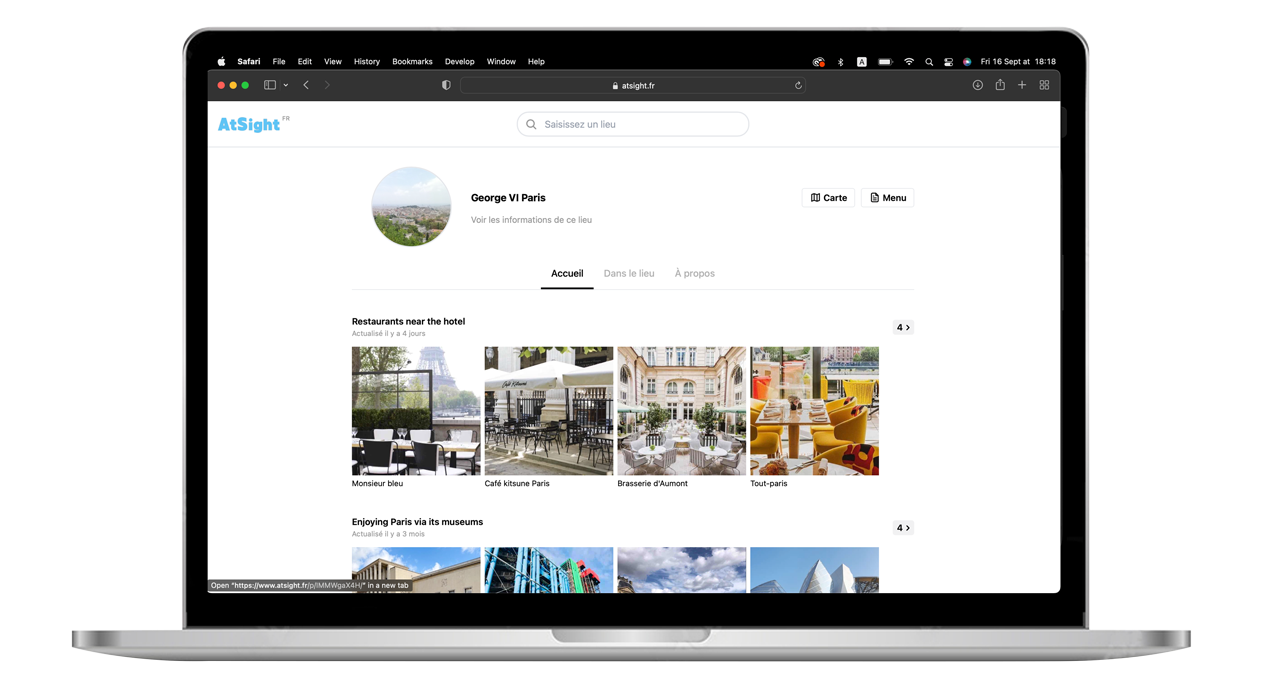 Safari File Edit View History Bookmarks Develop Window Help A Fri 16 Sept at 18:18
atsight.fr
AtSight FR
Saisissez un lieu
George VI Paris
Carte
Menu
Voir les informations de ce lieu
Accueil Dans le lieu À propos
Restaurants near the hotel
4
Actualisé il y a 4 jours
Café Kitsuné
Monsieur bleu
Café kitsune Paris
Brasserie d'Aumont
Tout-paris
Enjoying Paris via its museums
4
Actualisé il y a 3 mois
Open "https://www.atsight.fr/p/IMMWgaX4H/" in a new tab